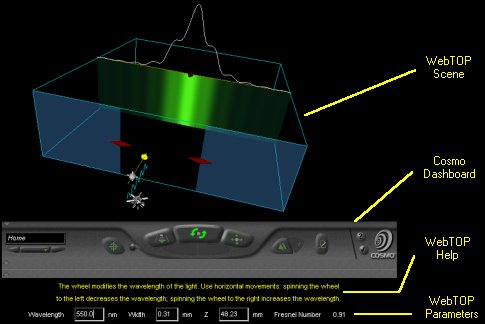 WebTOP
Scene
Cosmo
Dashboard
Home
COSMO
WebTOP
Help
The wheel modifies the wavelength of the light. Use horizontal movements: spinning the wheel
to the left decreases the wavelength; spinning the wheel to the right increases the wavelength.
WebTOP
Parameters
Wavelength 550.0 nm Width 0.31 mm Z 48.23 mm Fresnel Number 0.91